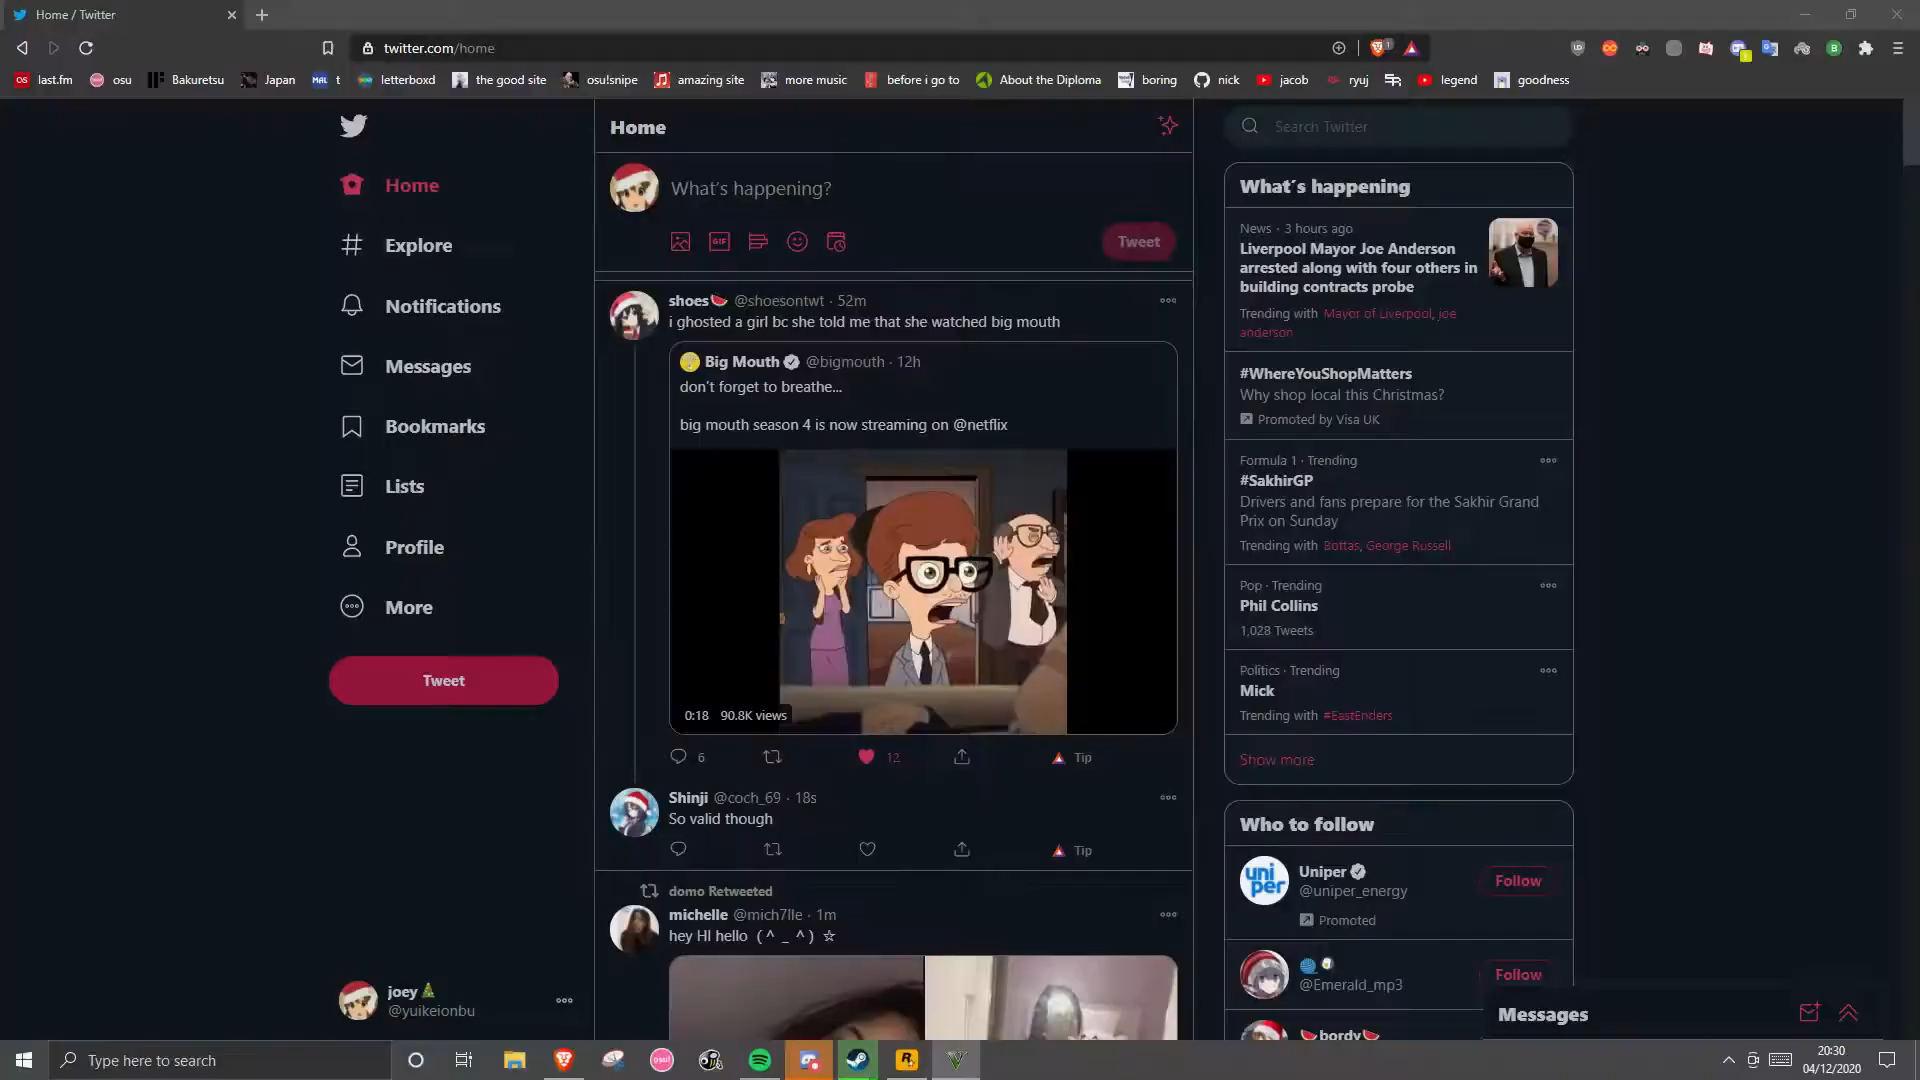 Home / Twitter
twitter.com/home
1
last.fm
osu
Bakuretsu
Japan
MAL t
letterboxd
the good site
osu!snipe
amazing site
more music
before i go to
About the Diploma
boring
nick
jacob
ryuj
legend
goodness
Home
Explore
Notifications
Messages
Bookmarks
Lists
Profile
More
Tweet
joey
@yuikeionbu
Home
What's happening?
GIF
Tweet
shoes @shoesontwt · 52m
i ghosted a girl bc she told me that she watched big mouth
Big Mouth @bigmouth · 12h
don't forget to breathe...
big mouth season 4 is now streaming on @netflix
0:18 90.8K views
6 12 Tip
Shinji @coch_69 · 18s
So valid though
Tip
domo Retweeted
michelle @mich7lle · 1m
hey HI hello ( ^ _ ^ ) ☆
Search Twitter
What's happening
News · 3 hours ago
Liverpool Mayor Joe Anderson
arrested along with four others in
building contracts probe
Trending with Mayor of Liverpool, joe
anderson
#WhereYouShopMatters
Why shop local this Christmas?
Promoted by Visa UK
Formula 1 · Trending
#SakhirGP
Drivers and fans prepare for the Sakhir Grand
Prix on Sunday
Trending with Bottas, George Russell
Pop · Trending
Phil Collins
1,028 Tweets
Politics · Trending
Mick
Trending with #EastEnders
Show more
Who to follow
uni
per
Uniper
@uniper_energy
Follow
Promoted
@Emerald_mp3
Follow
bordy
Messages
Type here to search
osu!
20:30
04/12/2020